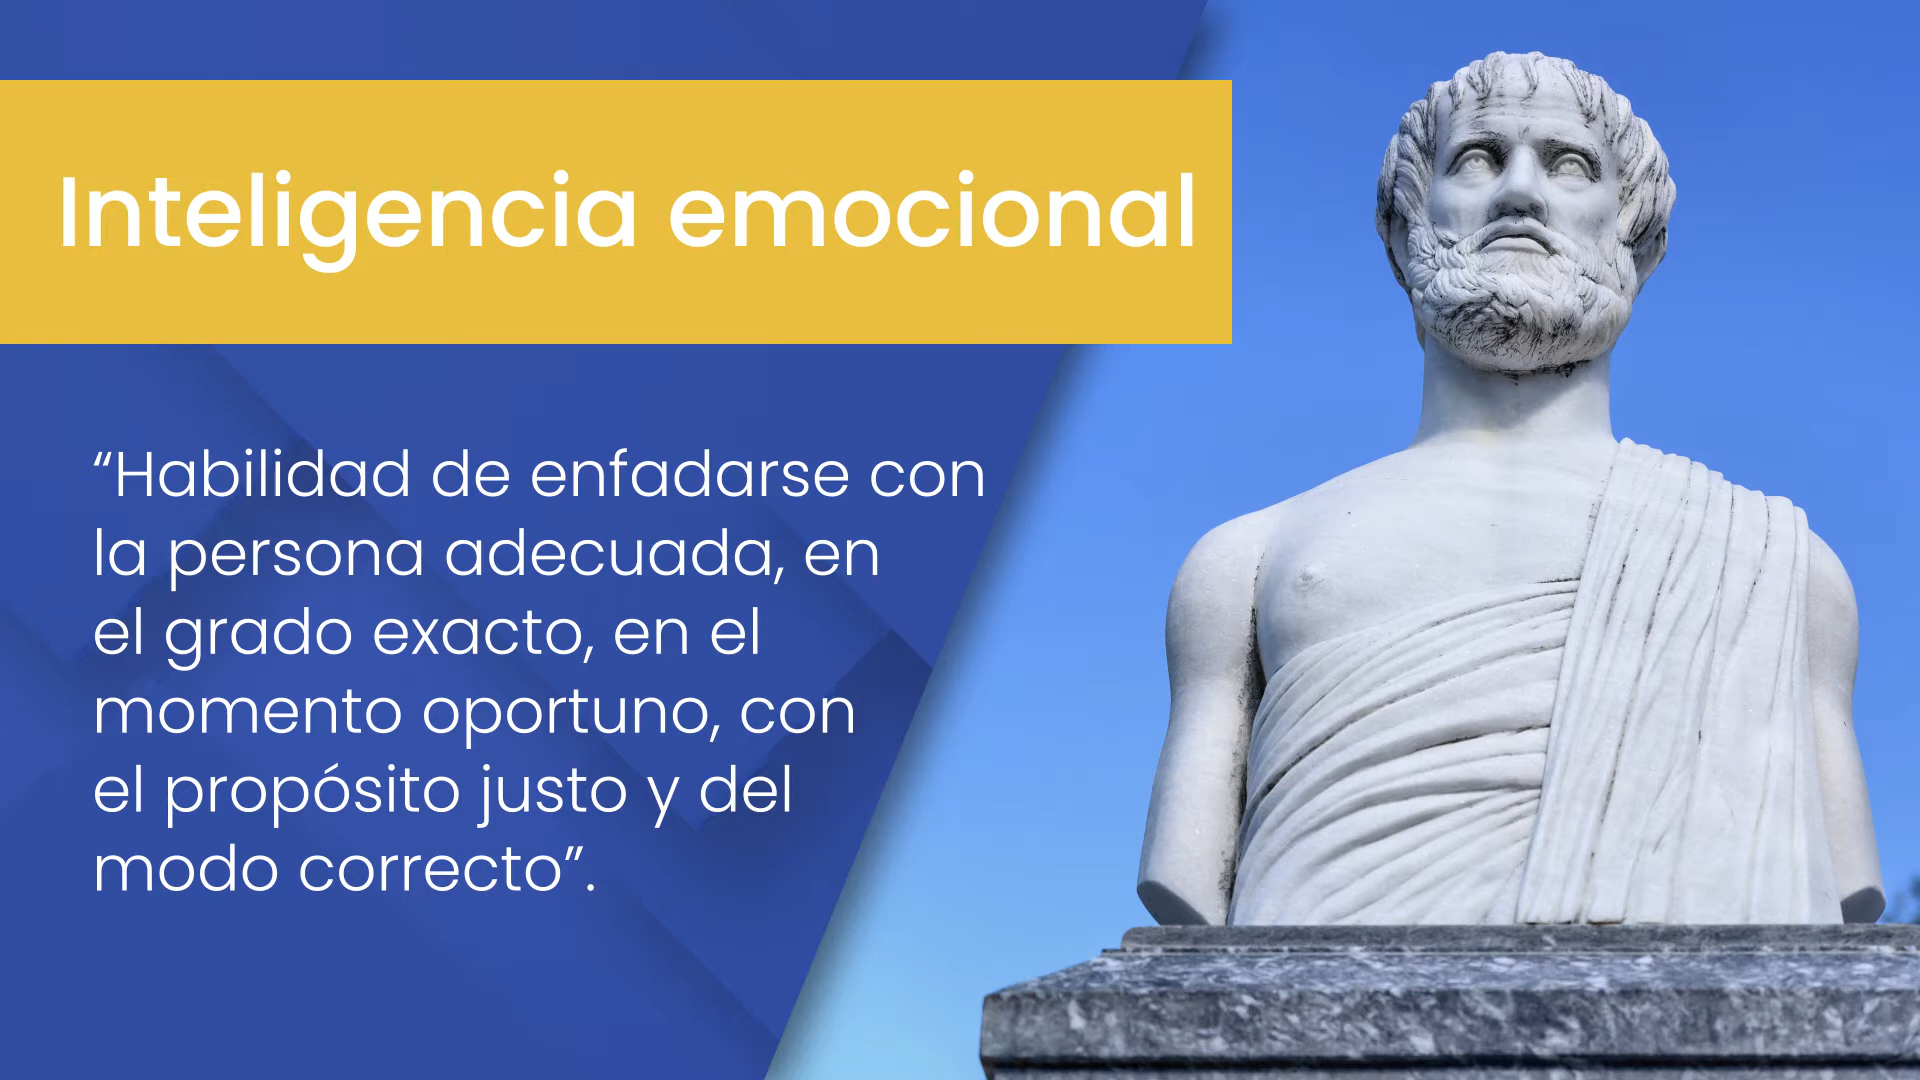 Inteligencia emocional
“Habilidad de enfadarse con
la persona adecuada, en
el grado exacto, en el
momento oportuno, con
el propósito justo y del
modo correcto”.